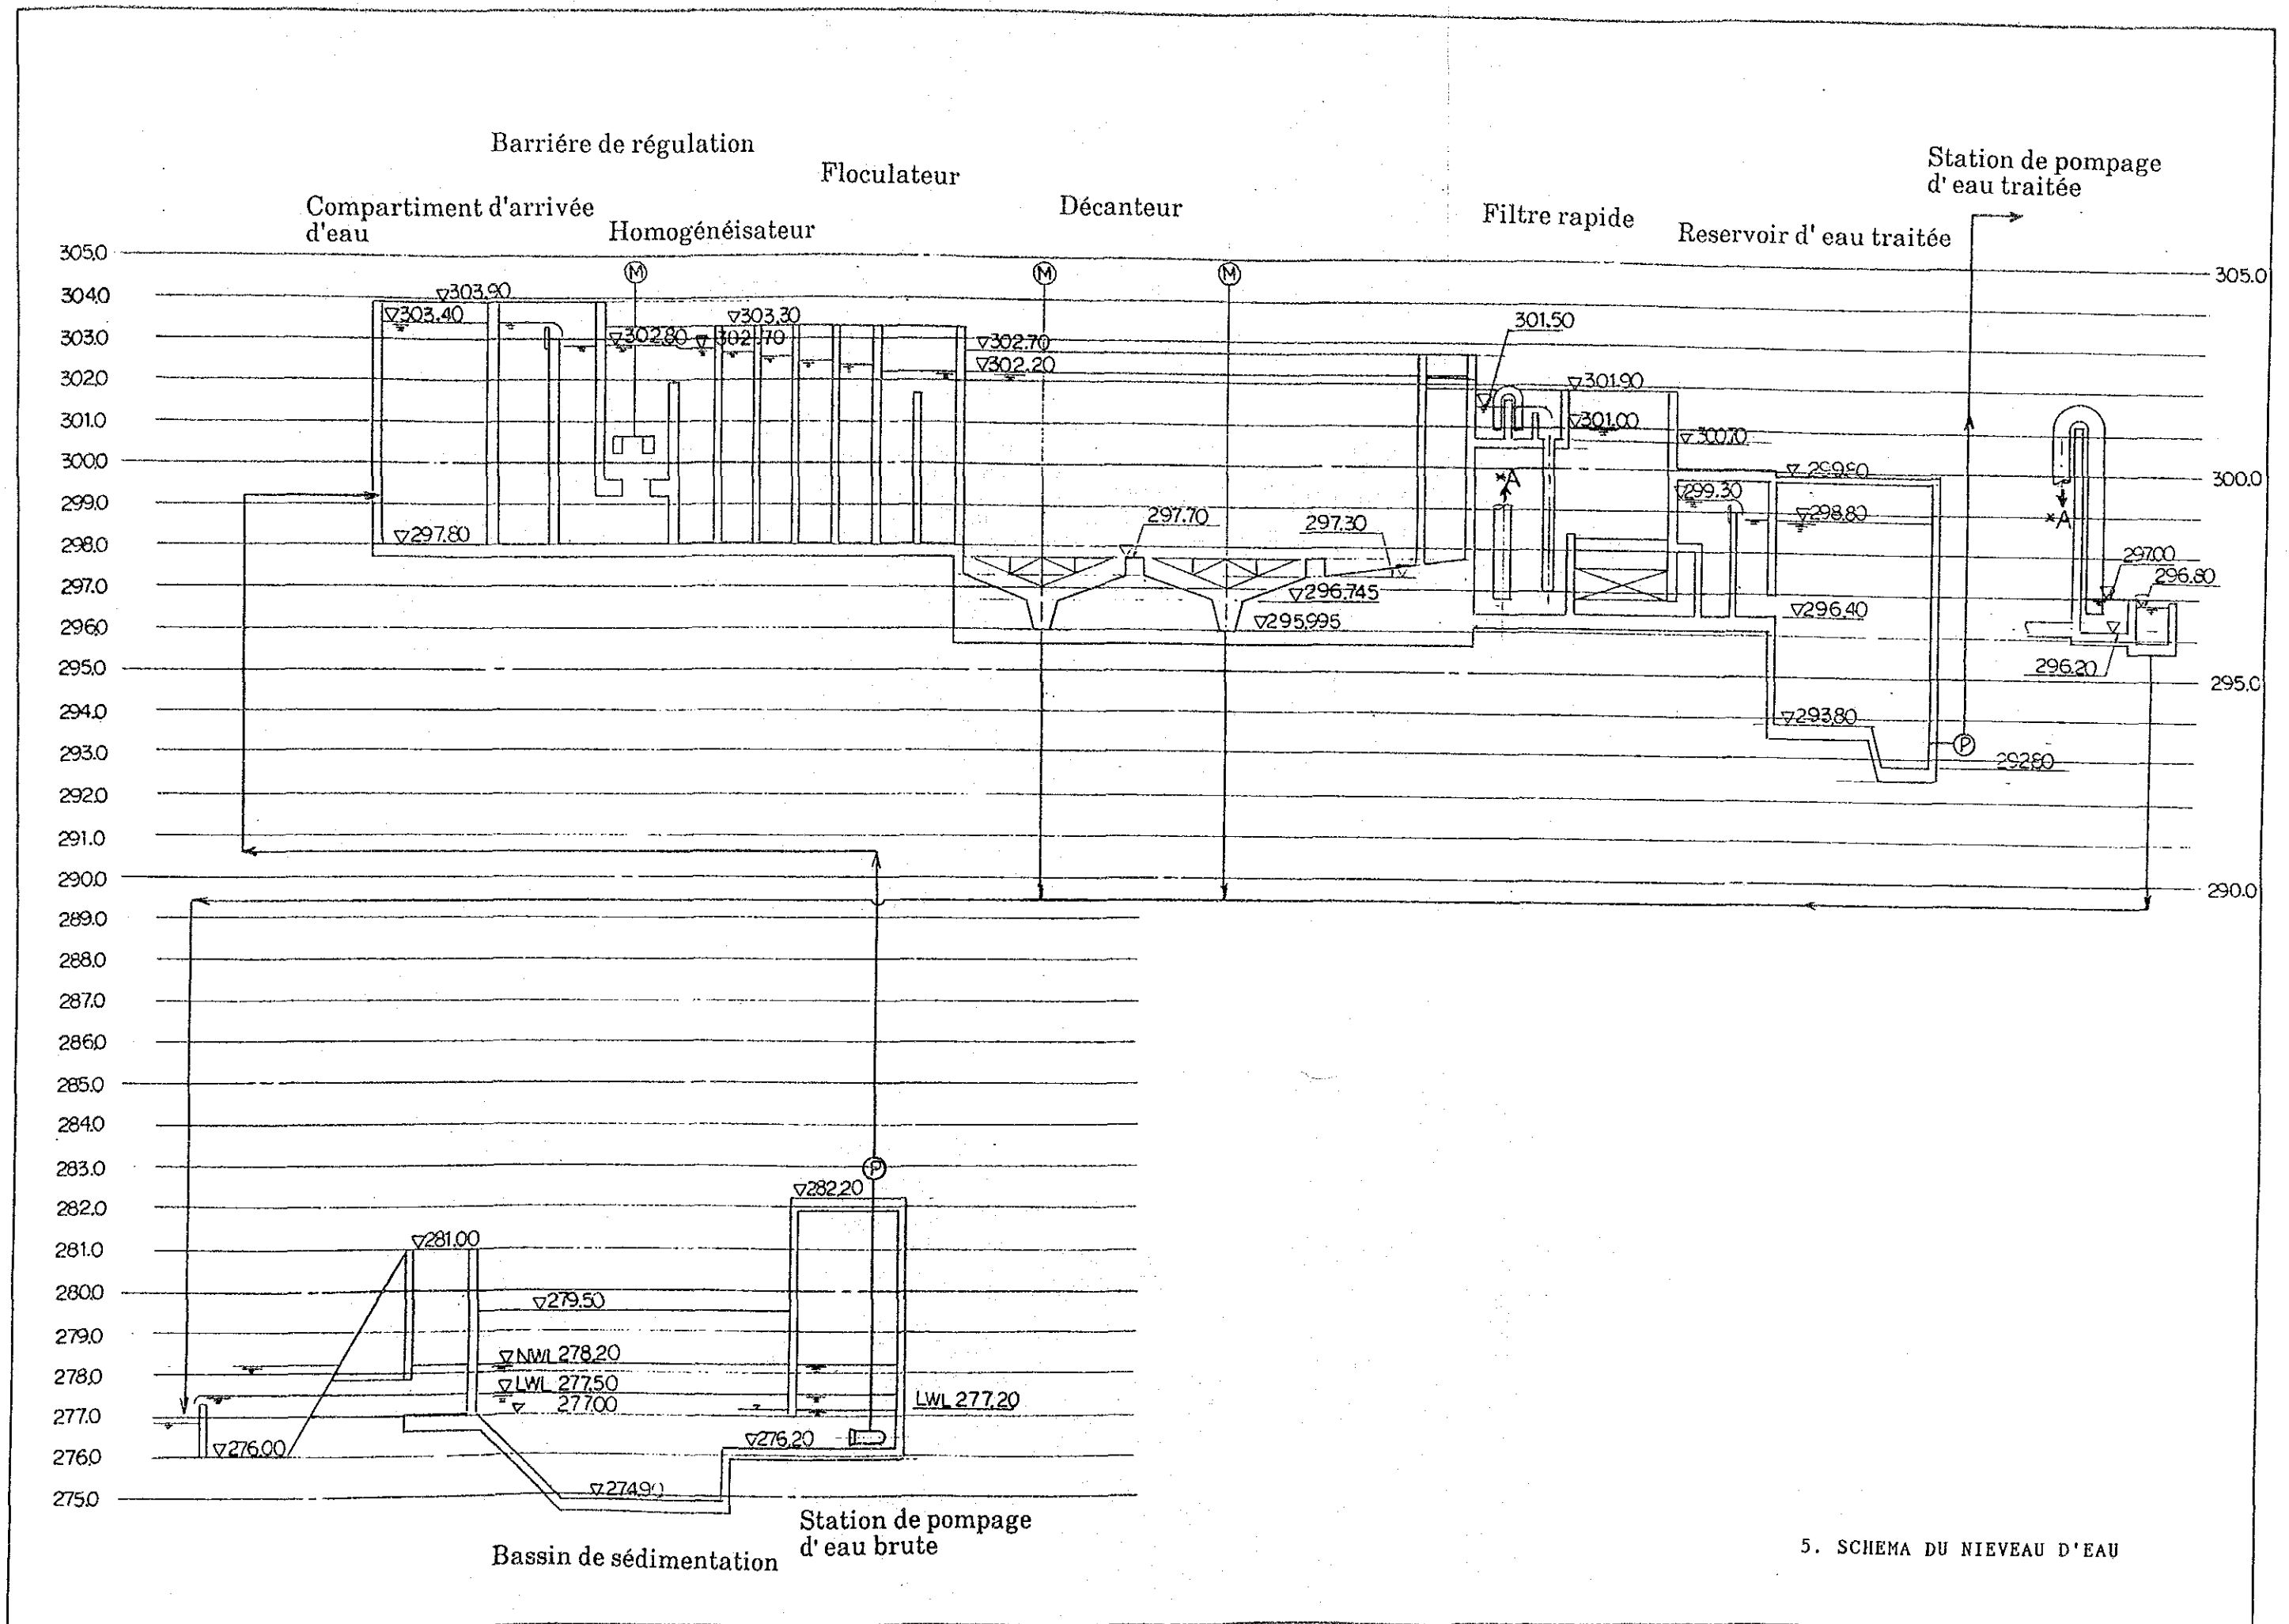 Barriére de régulation
Floculateur
Station de pompage
d'eau traitée
Compartiment d'arrivée
d'eau
Homogénéisateur
Décanteur
Filtre rapide
Reservoir d'eau traitée
305.0
304.0
303.0
302.0
301.0
300.0
299.0
298.0
297.0
296.0
295.0
294.0
293.0
292.0
291.0
290.0
289.0
288.0
287.0
286.0
285.0
284.0
283.0
282.0
281.0
280.0
279.0
278.0
277.0
276.0
275.0
305.0
300.0
295.0
290.0
M
M
M
▽303.90
▽303.40
▽303.30
▽302.80
▽302.70
▽302.70
▽302.20
301.50
▽301.90
▽301.00
▽300.70
▽299.80
*A
▽299.30
▽298.80
*A
▽297.80
297.70
297.30
297.00
296.80
▽296.745
▽296.40
▽295.995
296.20
▽293.80
P
292.80
P
▽282.20
▽281.00
▽279.50
▽NWL 278.20
▽LWL 277.50
▽ 277.00
LWL 277.20
▽276.00
▽276.20
▽274.90
Station de pompage
d'eau brute
Bassin de sédimentation
5. SCHEMA DU NIEVEAU D'EAU